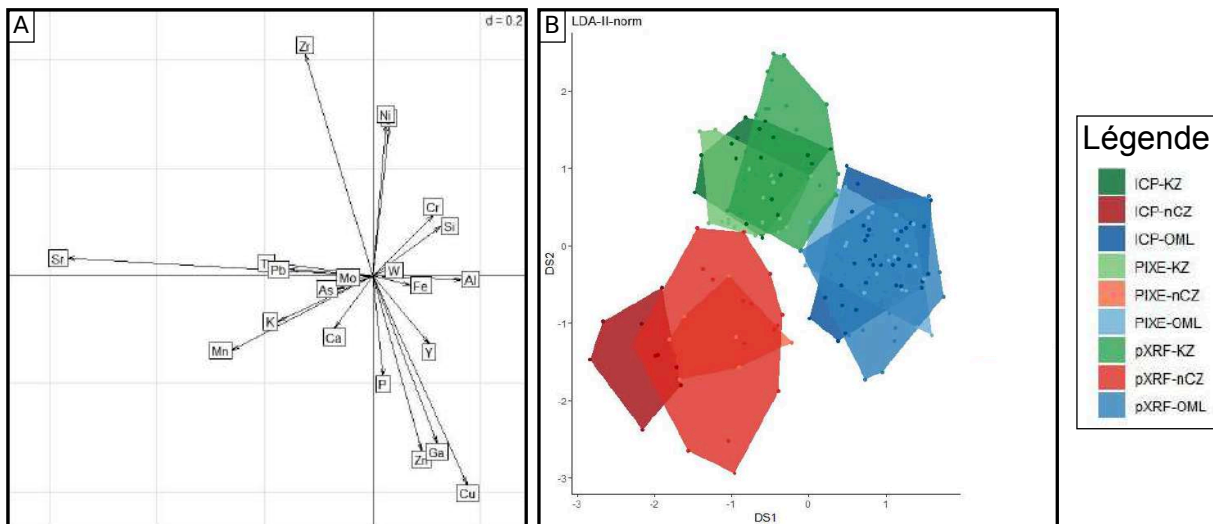 A
d = 0.2
Zr
Ni
Cr
Si
Sr
Pb
Mo
W
As
Fe
Al
K
Ca
Mn
Y
P
Zn
Ga
Cu
B
LDA-II-norm
DS2
2
1
0
-1
-2
-3
-3
-2
-1
0
1
DS1
Légende
ICP-KZ
ICP-nCZ
ICP-OML
PIXE-KZ
PIXE-nCZ
PIXE-OML
pXRF-KZ
pXRF-nCZ
pXRF-OML